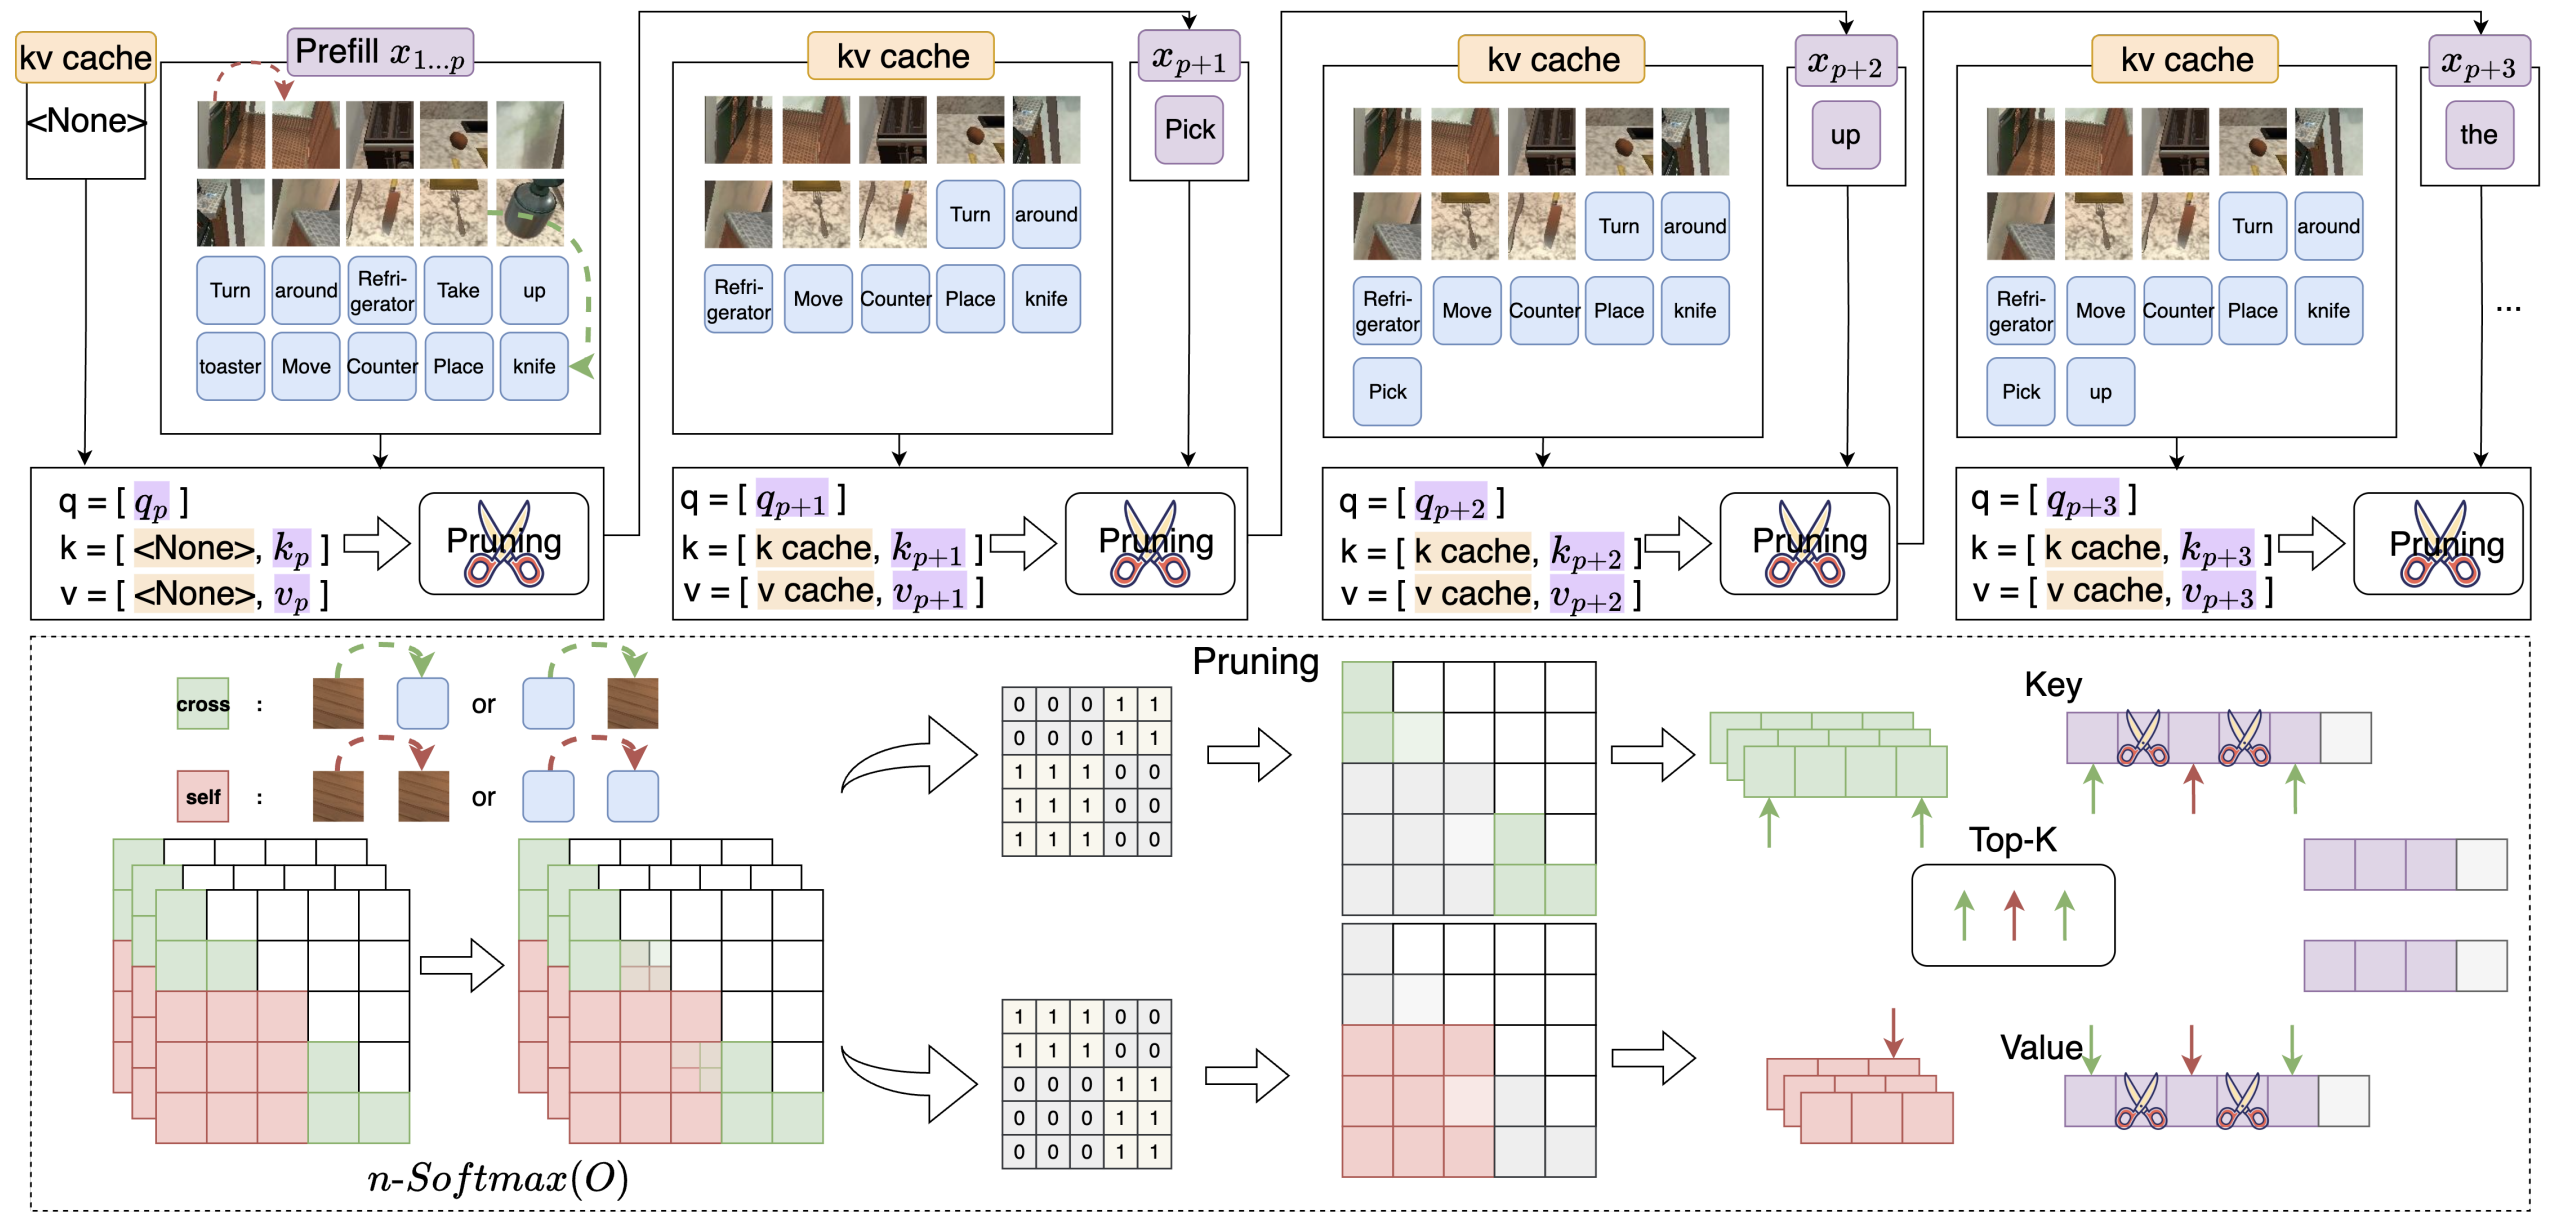 kv cache
<None>
Prefill x_{1...p}
Turn around Refri-gerator Take up
toaster Move Counter Place knife
q = [ q_p ]
k = [ <None>, k_p ]
v = [ <None>, v_p ]
Pruning
kv cache
Turn around
Refri-gerator Move Counter Place knife
x_{p+1}
Pick
q = [ q_{p+1} ]
k = [ k cache, k_{p+1} ]
v = [ v cache, v_{p+1} ]
Pruning
kv cache
Turn around
Refri-gerator Move Counter Place knife
Pick
x_{p+2}
up
q = [ q_{p+2} ]
k = [ k cache, k_{p+2} ]
v = [ v cache, v_{p+2} ]
Pruning
kv cache
Turn around
Refri-gerator Move Counter Place knife
Pick up
x_{p+3}
the
...
q = [ q_{p+3} ]
k = [ k cache, k_{p+3} ]
v = [ v cache, v_{p+3} ]
Pruning
Pruning
cross : or
self : or
n-Softmax(O)
0 0 0 1 1
0 0 0 1 1
1 1 1 0 0
1 1 1 0 0
1 1 1 0 0
1 1 1 0 0
1 1 1 0 0
0 0 0 1 1
0 0 0 1 1
0 0 0 1 1
Key
Top-K
Value